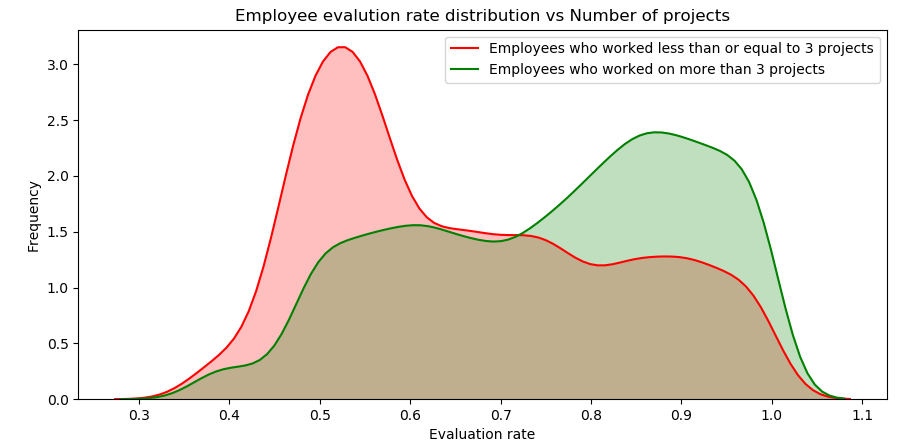 Employee evalution rate distribution vs Number of projects
Employees who worked less than or equal to 3 projects
Employees who worked on more than 3 projects
Frequency
3.0
2.5
2.0
1.5
1.0
0.5
0.0
0.3 0.4 0.5 0.6 0.7 0.8 0.9 1.0 1.1
Evaluation rate